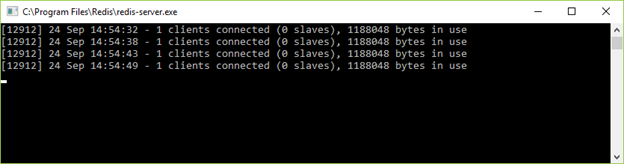 C:\Program Files\Redis\redis-server.exe
[12912] 24 Sep 14:54:32 - 1 clients connected (0 slaves), 1188048 bytes in use
[12912] 24 Sep 14:54:38 - 1 clients connected (0 slaves), 1188048 bytes in use
[12912] 24 Sep 14:54:43 - 1 clients connected (0 slaves), 1188048 bytes in use
[12912] 24 Sep 14:54:49 - 1 clients connected (0 slaves), 1188048 bytes in use